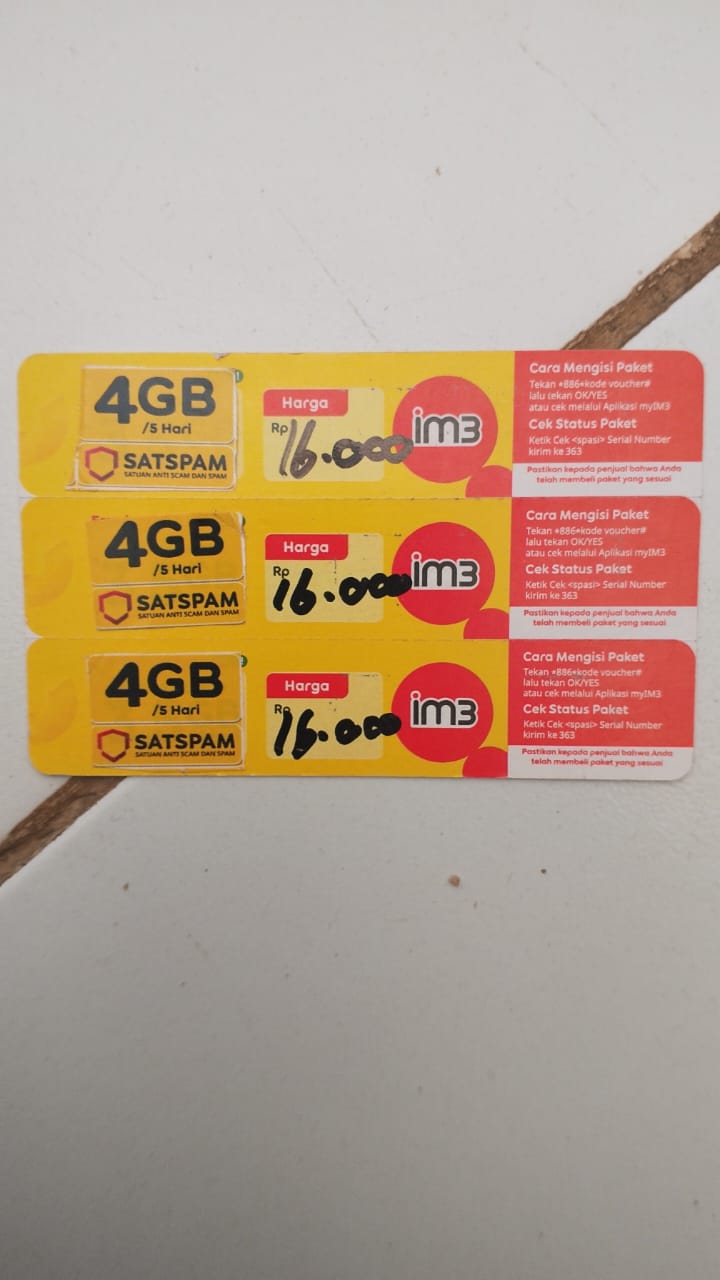 4GB
/5 Hari
SATSPAM
SATUAN ANTI SCAM DAN SPAM
Harga
Rp 16.000
im3
Cara Mengisi Paket
Tekan *886*kode voucher#
lalu tekan OK/YES
atau cek melalui Aplikasi myIM3
Cek Status Paket
Ketik Cek <spasi> Serial Number
kirim ke 363
Pastikan kepada penjual bahwa Anda
telah membeli paket yang sesuai
4GB
/5 Hari
SATSPAM
SATUAN ANTI SCAM DAN SPAM
Harga
Rp 16.000
im3
Cara Mengisi Paket
Tekan *886*kode voucher#
lalu tekan OK/YES
atau cek melalui Aplikasi myIM3
Cek Status Paket
Ketik Cek <spasi> Serial Number
kirim ke 363
Pastikan kepada penjual bahwa Anda
telah membeli paket yang sesuai
4GB
/5 Hari
SATSPAM
SATUAN ANTI SCAM DAN SPAM
Harga
Rp 16.000
im3
Cara Mengisi Paket
Tekan *886*kode voucher#
lalu tekan OK/YES
atau cek melalui Aplikasi myIM3
Cek Status Paket
Ketik Cek <spasi> Serial Number
kirim ke 363
Pastikan kepada penjual bahwa Anda
telah membeli paket yang sesuai